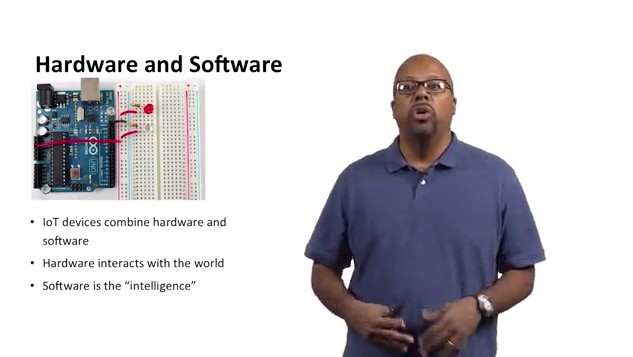 Hardware and Software
• IoT devices combine hardware and
software
• Hardware interacts with the world
• Software is the “intelligence”